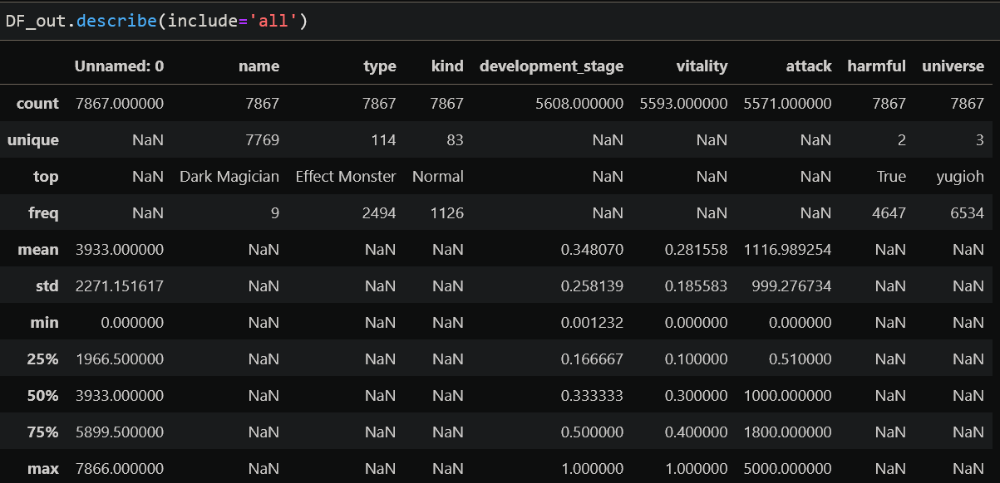 DF_out.describe(include='all')
Unnamed: 0 name type kind development_stage vitality attack harmful universe
count 7867.000000 7867 7867 7867 5608.000000 5593.000000 5571.000000 7867 7867
unique NaN 7769 114 83 NaN NaN NaN 2 3
top NaN Dark Magician Effect Monster Normal NaN NaN NaN True yugioh
freq NaN 9 2494 1126 NaN NaN NaN 4647 6534
mean 3933.000000 NaN NaN NaN 0.348070 0.281558 1116.989254 NaN NaN
std 2271.151617 NaN NaN NaN 0.258139 0.185583 999.276734 NaN NaN
min 0.000000 NaN NaN NaN 0.001232 0.000000 0.000000 NaN NaN
25% 1966.500000 NaN NaN NaN 0.166667 0.100000 0.510000 NaN NaN
50% 3933.000000 NaN NaN NaN 0.333333 0.300000 1000.000000 NaN NaN
75% 5899.500000 NaN NaN NaN 0.500000 0.400000 1800.000000 NaN NaN
max 7866.000000 NaN NaN NaN 1.000000 1.000000 5000.000000 NaN NaN